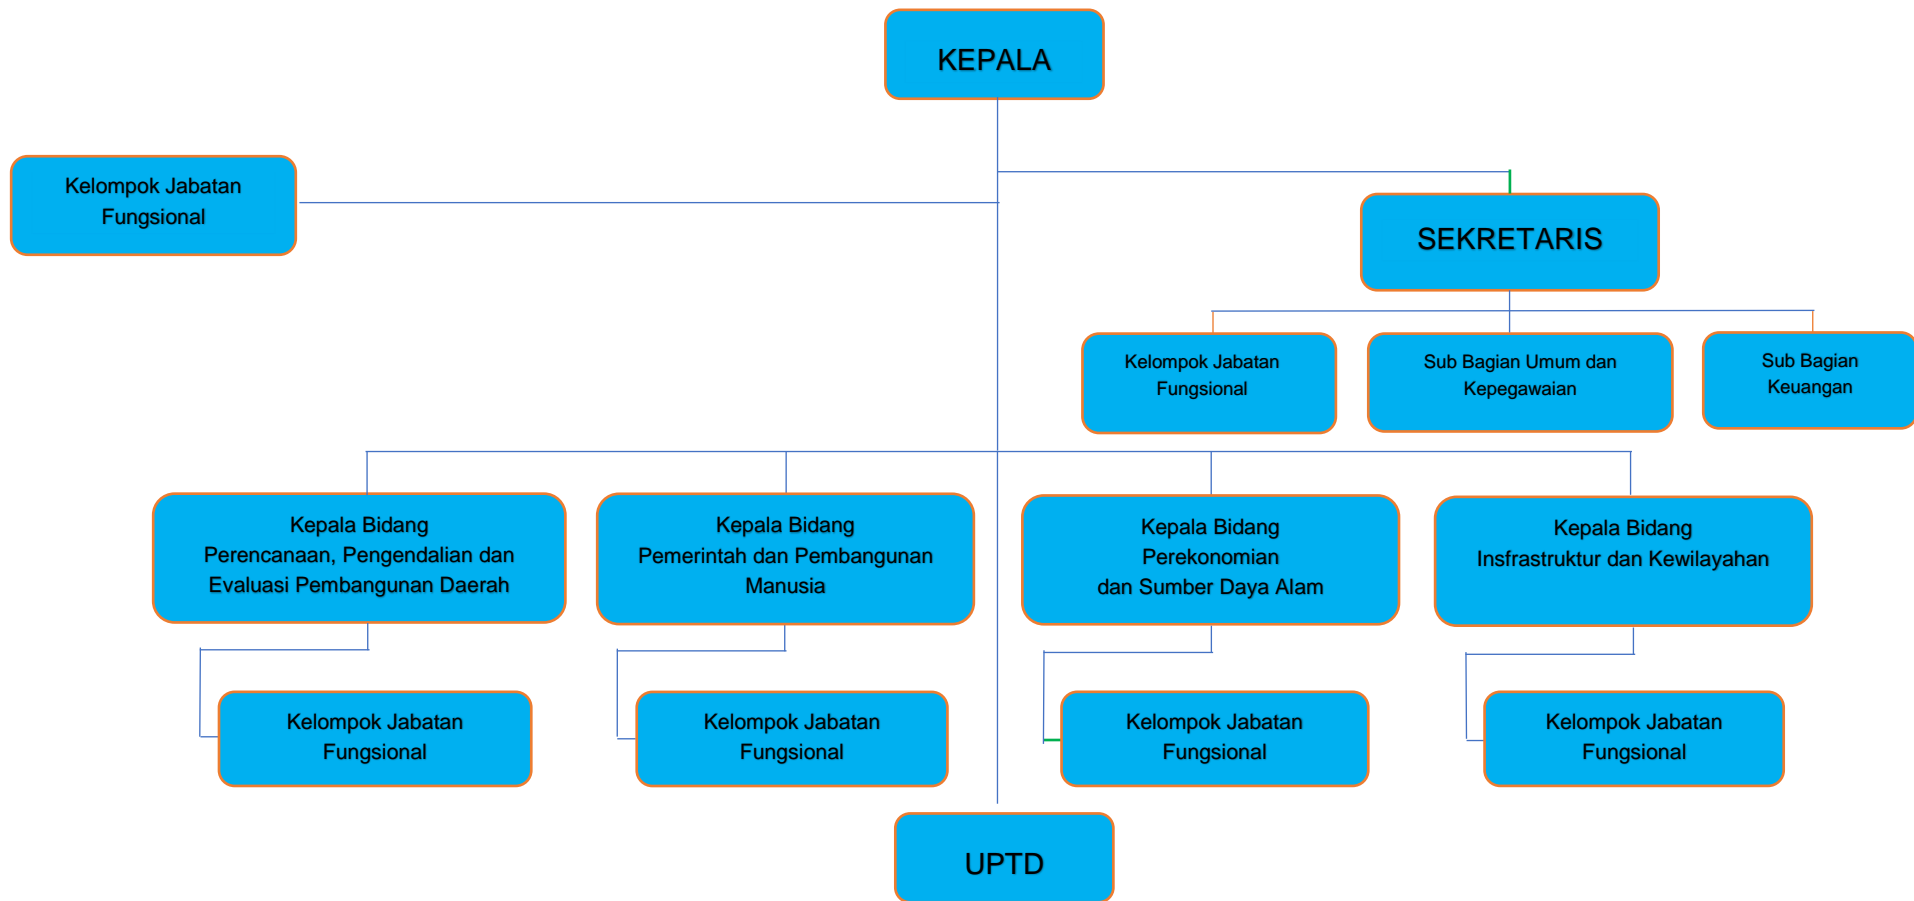 KEPALA
Kelompok Jabatan
Fungsional
SEKRETARIS
Kelompok Jabatan
Fungsional
Sub Bagian Umum dan
Kepegawaian
Sub Bagian
Keuangan
Kepala Bidang
Perencanaan, Pengendalian dan
Evaluasi Pembangunan Daerah
Kepala Bidang
Pemerintah dan Pembangunan
Manusia
Kepala Bidang
Perekonomian
dan Sumber Daya Alam
Kepala Bidang
Insfrastruktur dan Kewilayahan
Kelompok Jabatan
Fungsional
Kelompok Jabatan
Fungsional
Kelompok Jabatan
Fungsional
Kelompok Jabatan
Fungsional
UPTD